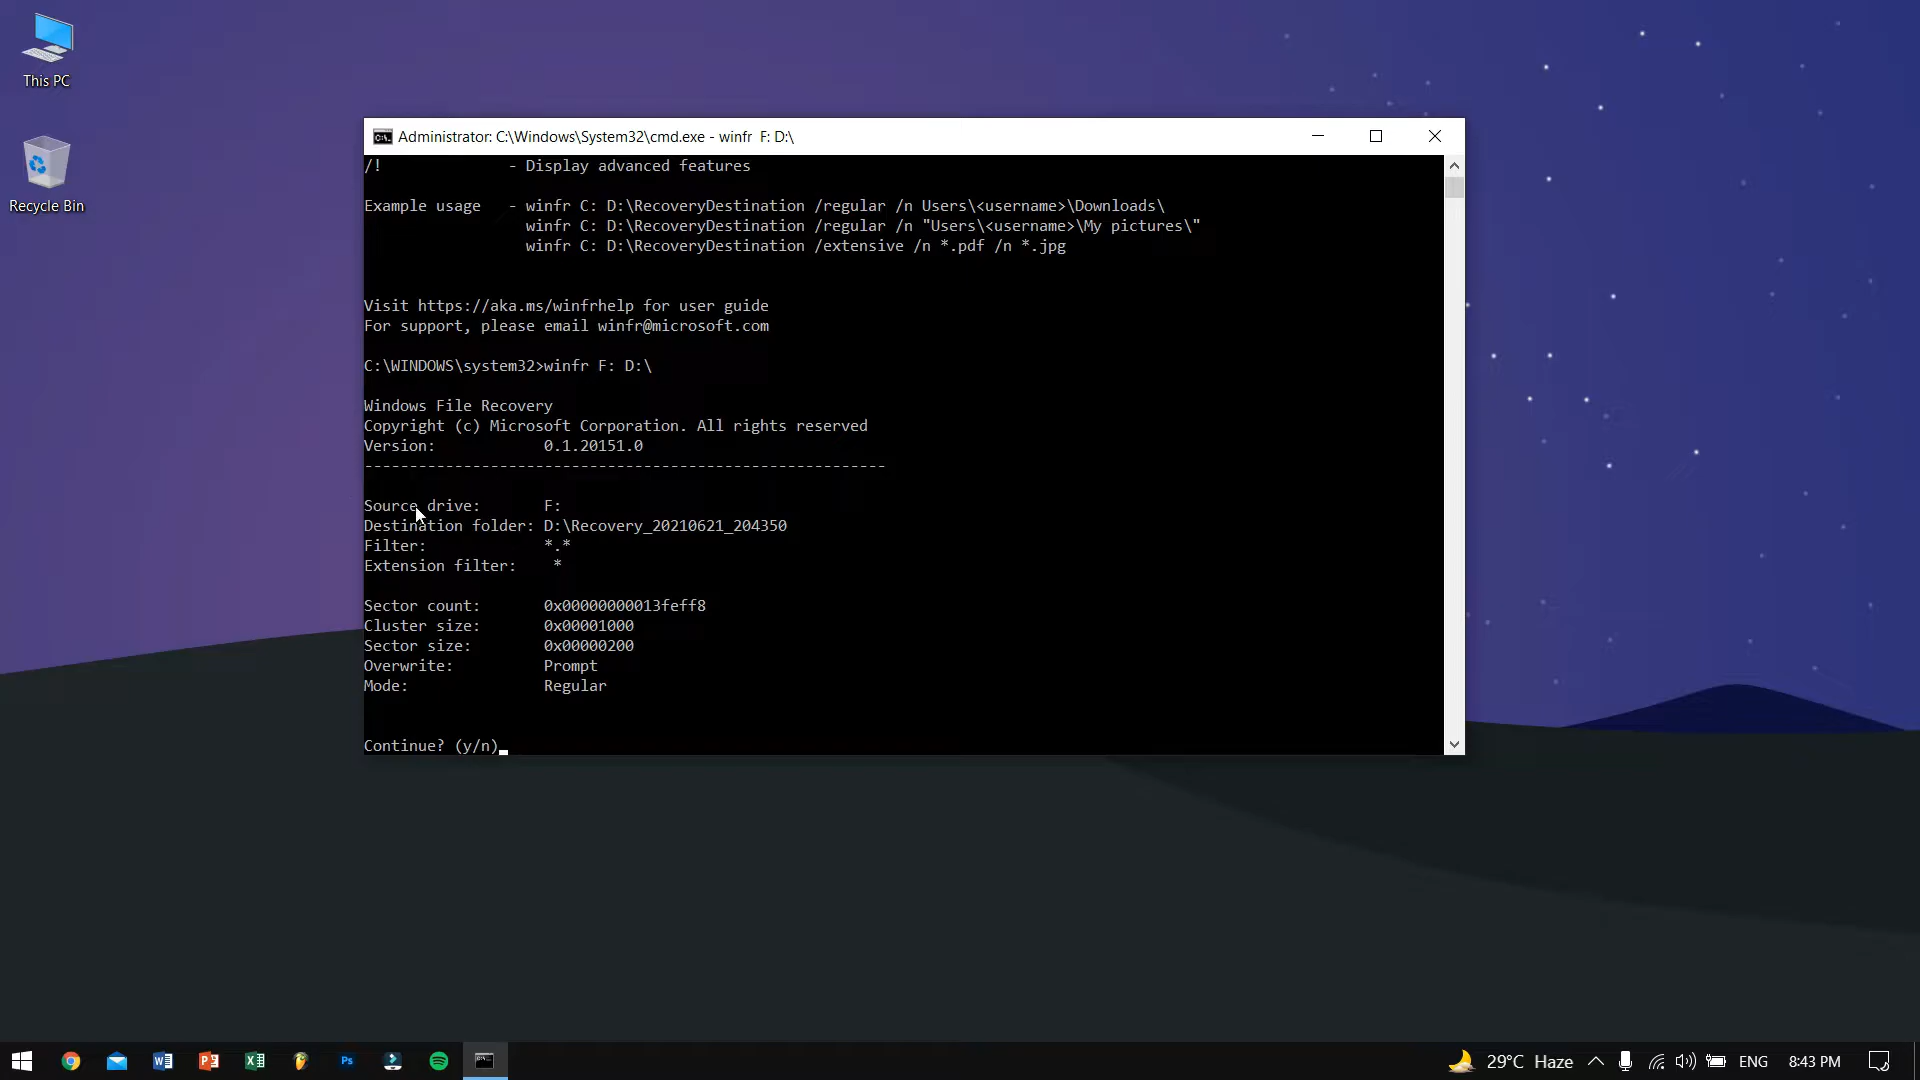 This PC
Recycle Bin
Administrator: C:\Windows\System32\cmd.exe - winfr  F: D:\
/!              - Display advanced features
Example usage   - winfr C: D:\RecoveryDestination /regular /n Users\<username>\Downloads\
winfr C: D:\RecoveryDestination /regular /n "Users\<username>\My pictures\"
winfr C: D:\RecoveryDestination /extensive /n *.pdf /n *.jpg
Visit https://aka.ms/winfrhelp for user guide
For support, please email winfr@microsoft.com
C:\WINDOWS\system32>winfr F: D:\
Windows File Recovery
Copyright (c) Microsoft Corporation. All rights reserved
Version:            0.1.20151.0
----------------------------------------------------------
Source drive:       F:
Destination folder: D:\Recovery_20210621_204350
Filter:             *.*
Extension filter:    *
Sector count:       0x00000000013feff8
Cluster size:       0x00001000
Sector size:        0x00000200
Overwrite:          Prompt
Mode:               Regular
Continue? (y/n)
Ps
29°C Haze
ENG
8:43 PM